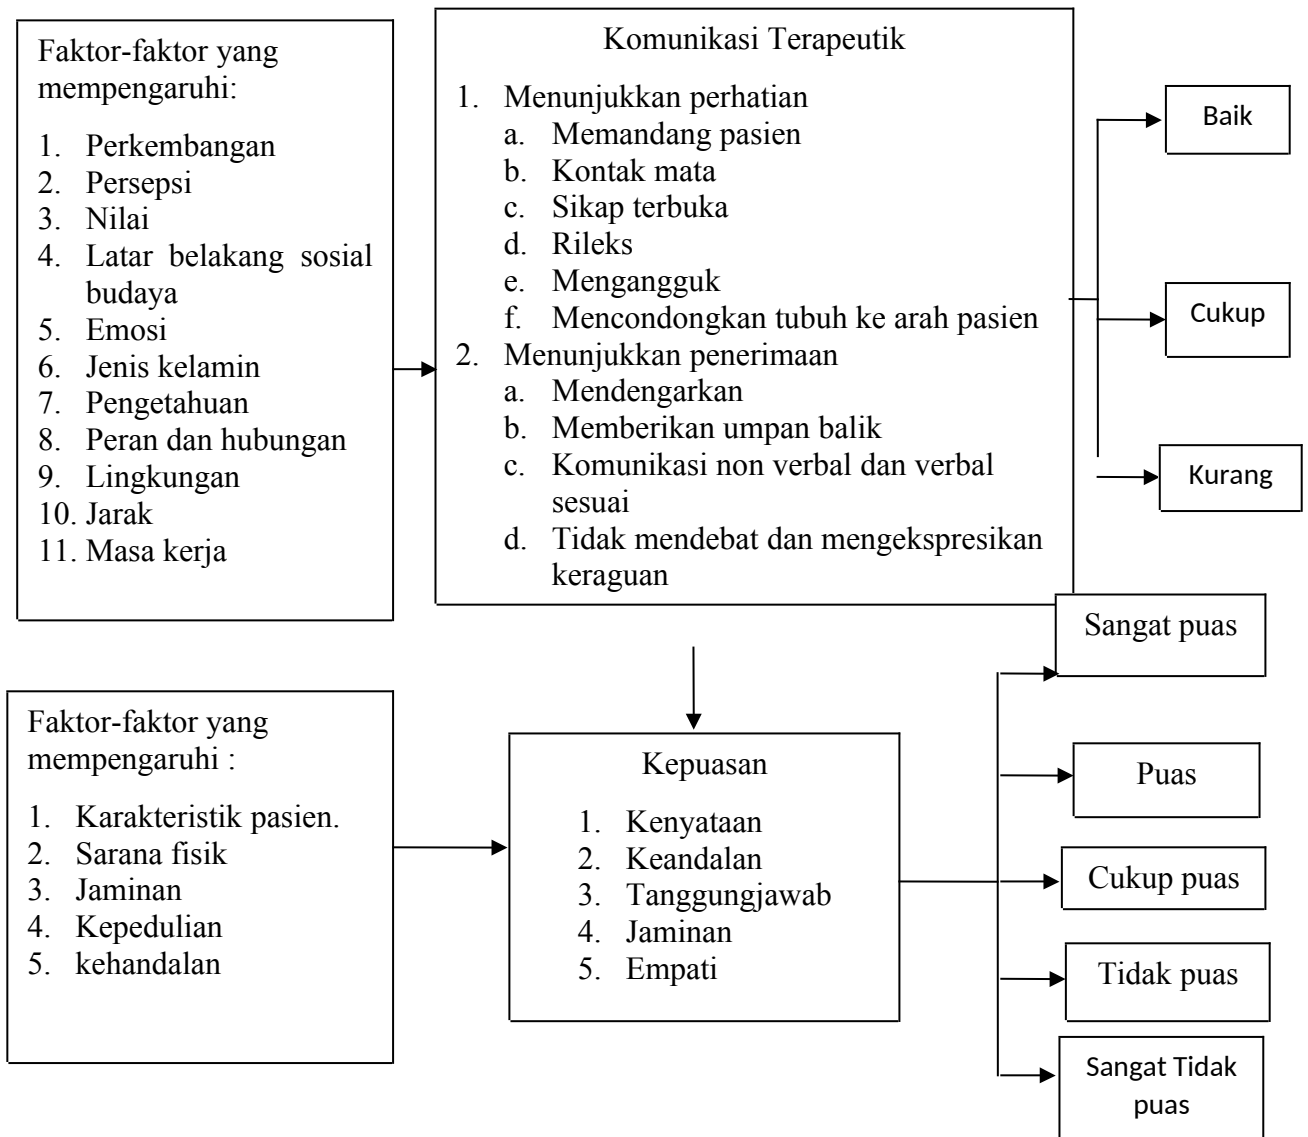 Faktor-faktor yang
mempengaruhi:
1. Perkembangan
2. Persepsi
3. Nilai
4. Latar belakang sosial
budaya
5. Emosi
6. Jenis kelamin
7. Pengetahuan
8. Peran dan hubungan
9. Lingkungan
10. Jarak
11. Masa kerja
Komunikasi Terapeutik
1. Menunjukkan perhatian
a. Memandang pasien
b. Kontak mata
c. Sikap terbuka
d. Rileks
e. Mengangguk
f. Mencondongkan tubuh ke arah pasien
2. Menunjukkan penerimaan
a. Mendengarkan
b. Memberikan umpan balik
c. Komunikasi non verbal dan verbal
sesuai
d. Tidak mendebat dan mengekspresikan
keraguan
Baik
Cukup
Kurang
Faktor-faktor yang
mempengaruhi :
1. Karakteristik pasien.
2. Sarana fisik
3. Jaminan
4. Kepedulian
5. kehandalan
Kepuasan
1. Kenyataan
2. Keandalan
3. Tanggungjawab
4. Jaminan
5. Empati
Sangat puas
Puas
Cukup puas
Tidak puas
Sangat Tidak
puas